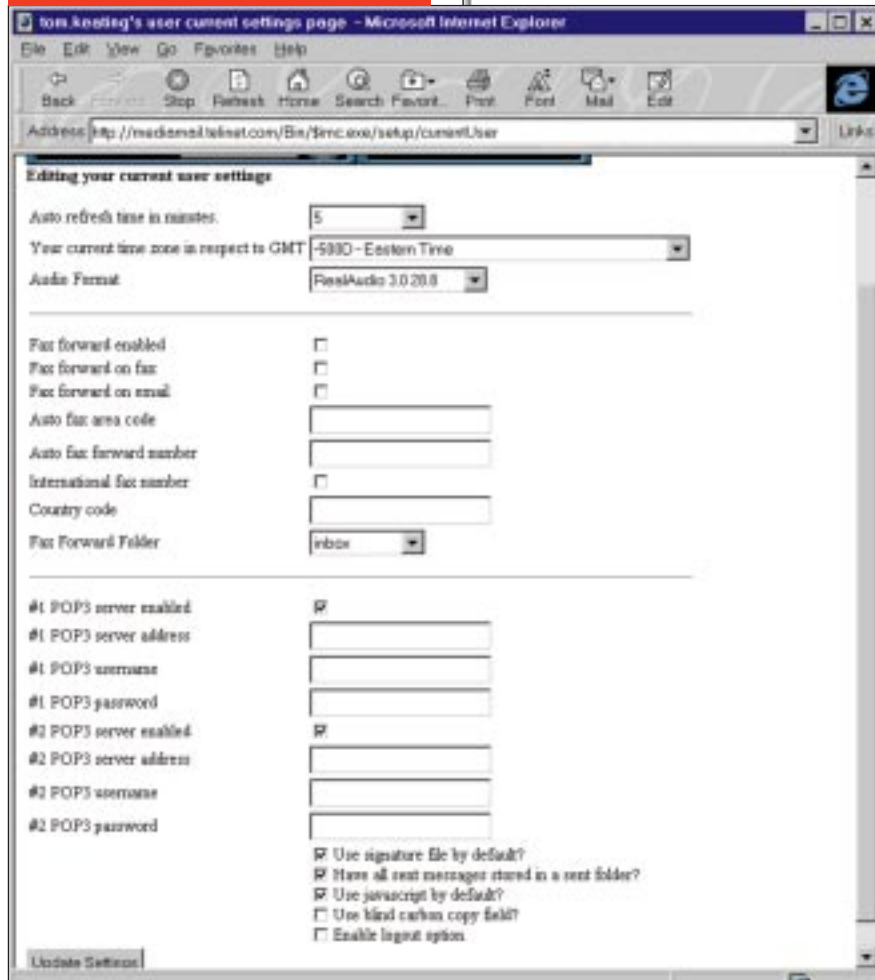 tom.keating's user current settings page - Microsoft Internet Explorer
File Edit View Go Favorites Help
Back Forward Stop Refresh Home Search Favorit.. Print Font Mail Edit
Address http://mediamail.telinet.com/Bin/$imc.exe/setup/currentUser Links
Editing your current user settings
Auto refresh time in minutes. 5
Your current time zone in respect to GMT -500D - Eastern Time
Audio Format RealAudio 3.0 28.8
Fax forward enabled
Fax forward on fax
Fax forward on email
Auto fax area code
Auto fax forward number
International fax number
Country code
Fax Forward Folder inbox
#1 POP3 server enabled
#1 POP3 server address
#1 POP3 username
#1 POP3 password
#2 POP3 server enabled
#2 POP3 server address
#2 POP3 username
#2 POP3 password
Use signature file by default?
Have all sent messages stored in a sent folder?
Use javascript by default?
Use blind carbon copy field?
Enable logout option
Update Settings